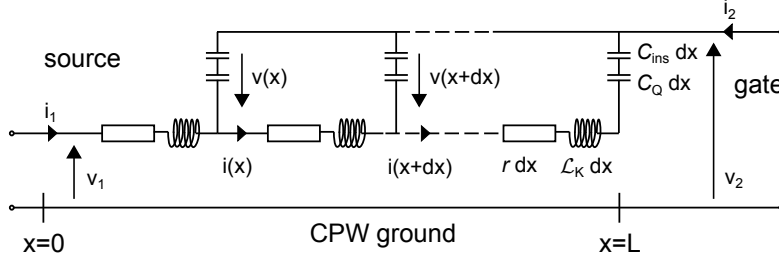 i₂
source
v(x)
v(x+dx)
C_ins dx
C_Q dx
gate
i₁
v₁
i(x)
i(x+dx)
r dx
ℒ_K dx
v₂
x=0
CPW ground
x=L